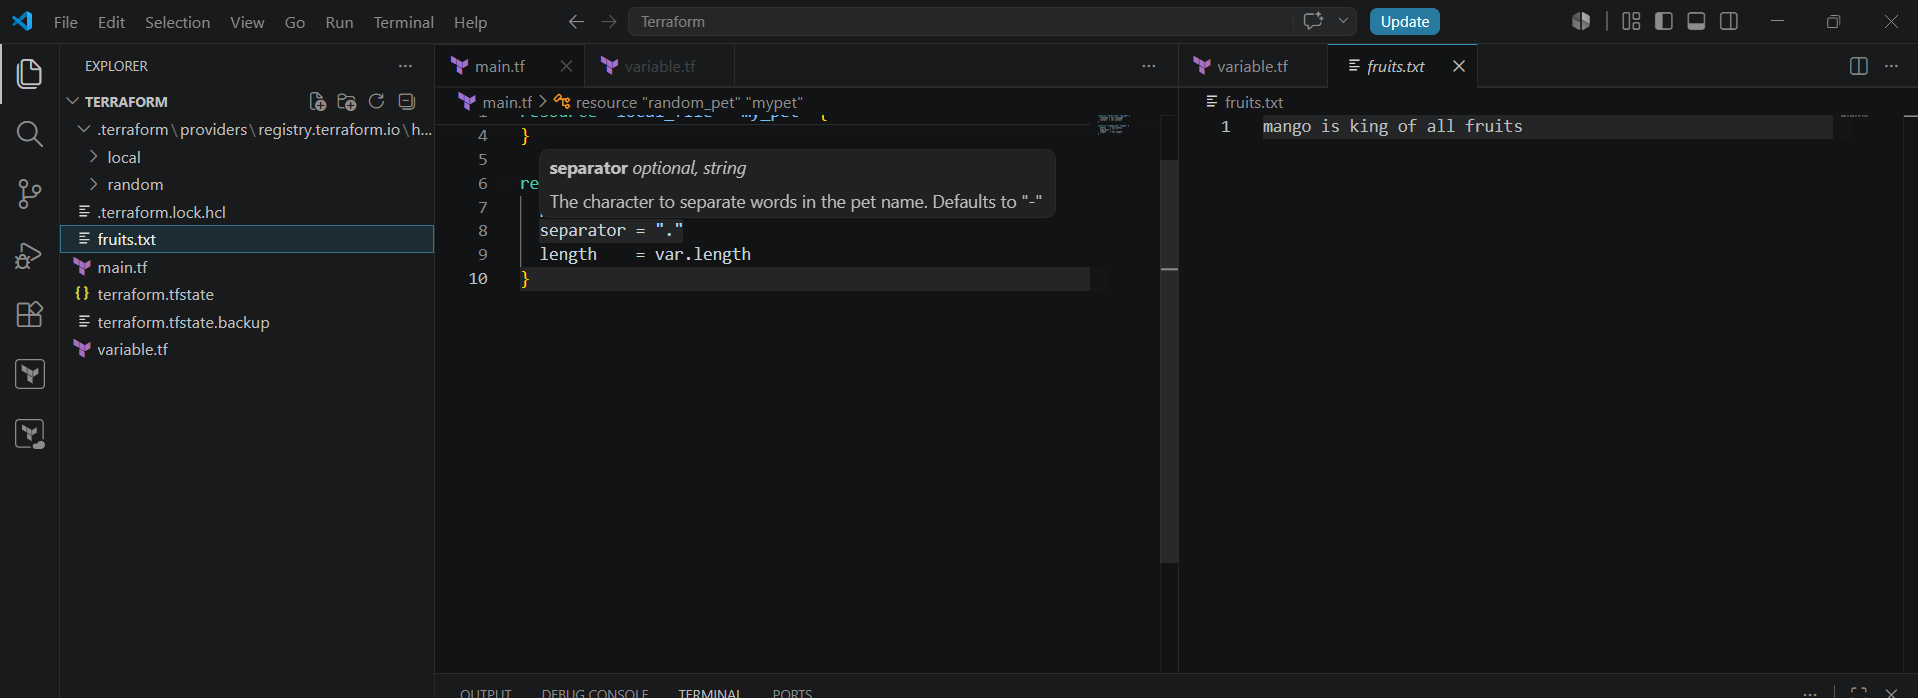 File Edit Selection View Go Run Terminal Help
Terraform
Update
EXPLORER
TERRAFORM
.terraform\providers\registry.terraform.io\h...
local
random
.terraform.lock.hcl
fruits.txt
main.tf
terraform.tfstate
terraform.tfstate.backup
variable.tf
main.tf
variable.tf
main.tf > resource "random_pet" "mypet"
4 }
5
separator optional, string
6 re
The character to separate words in the pet name. Defaults to "-"
7
8 separator = "."
9 length = var.length
10 }
variable.tf
fruits.txt
fruits.txt
1 mango is king of all fruits
OUTPUT DEBUG CONSOLE TERMINAL PORTS